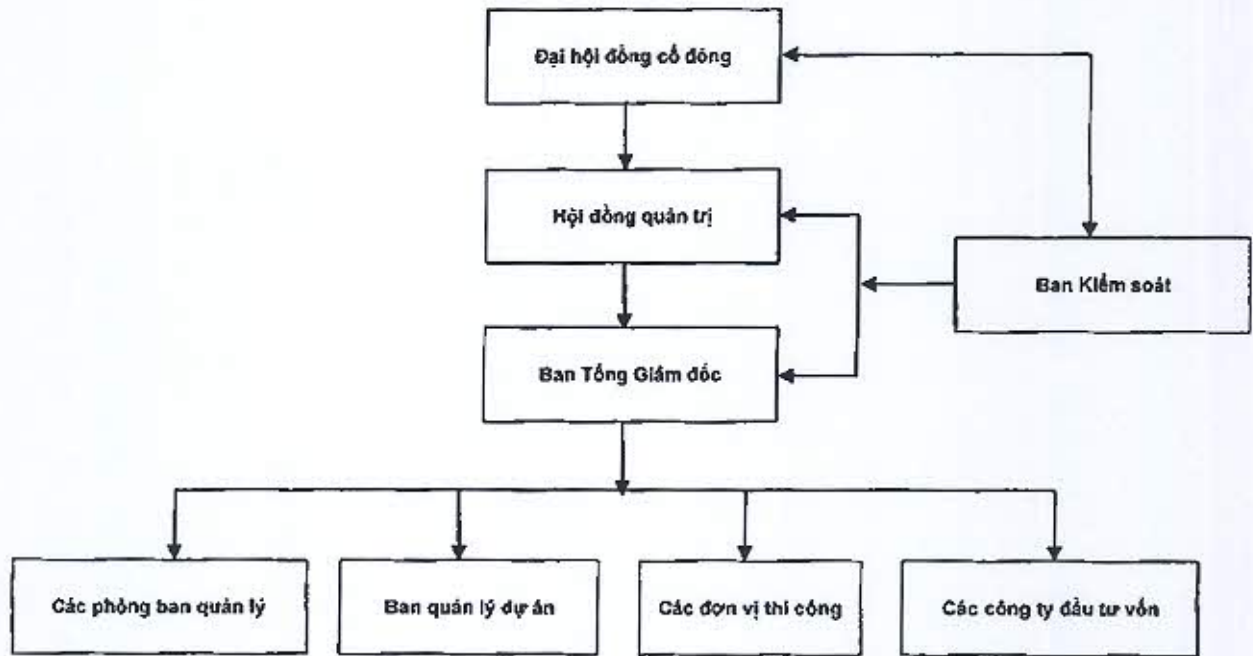 Đại hội đồng cổ đông
Hội đồng quản trị
Ban Kiểm soát
Ban Tổng Giám đốc
Các phòng ban quản lý
Ban quản lý dự án
Các đơn vị thi công
Các công ty đầu tư vốn